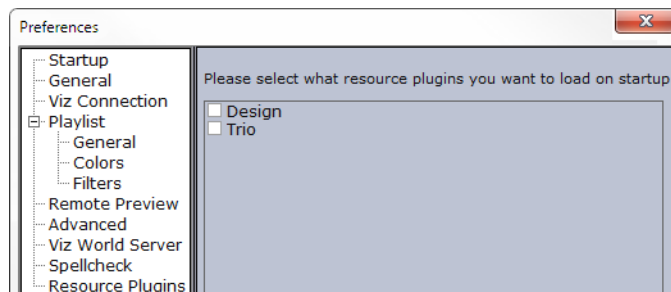 Preferences
Startup
General
Viz Connection
Playlist
General
Colors
Filters
Remote Preview
Advanced
Viz World Server
Spellcheck
Resource Plugins
Please select what resource plugins you want to load on startup
Design
Trio